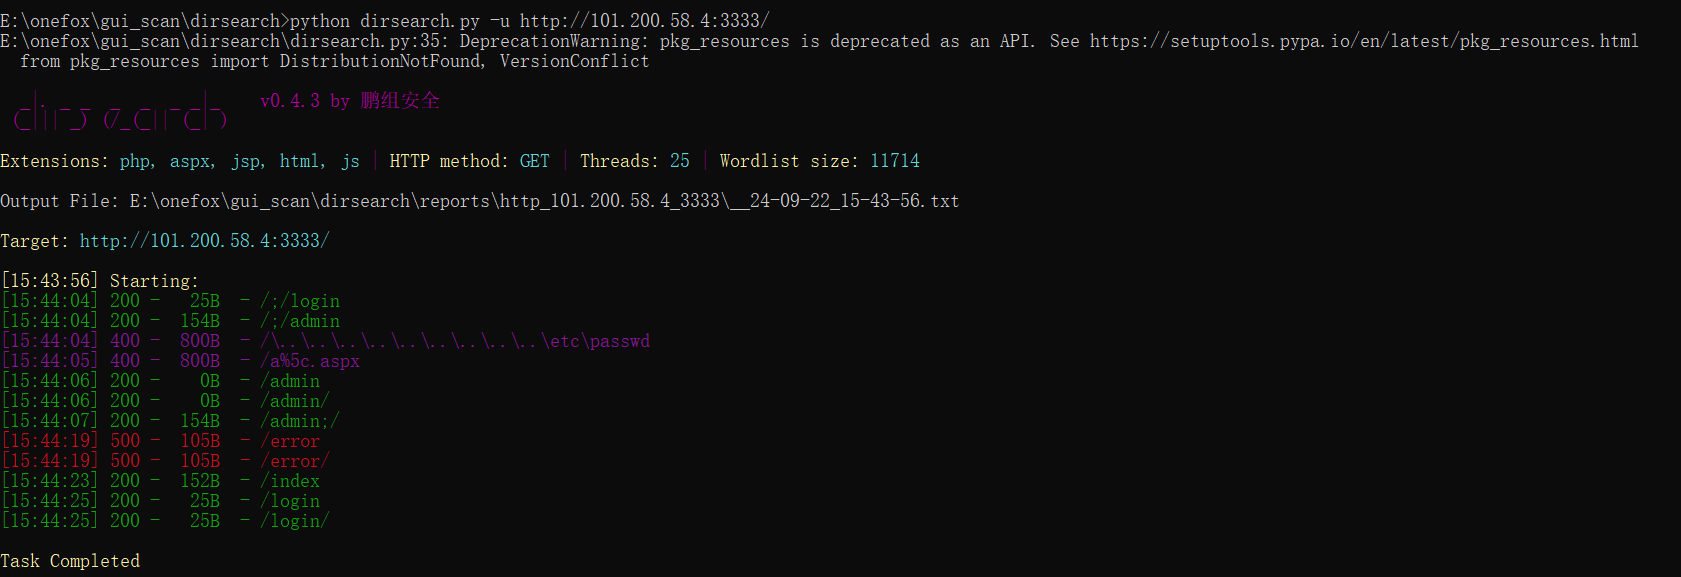 E:\onefox\gui_scan\dirsearch>python dirsearch.py -u http://101.200.58.4:3333/
E:\onefox\gui_scan\dirsearch\dirsearch.py:35: DeprecationWarning: pkg_resources is deprecated as an API. See https://setuptools.pypa.io/en/latest/pkg_resources.html
  from pkg_resources import DistributionNotFound, VersionConflict
  _|. _ _  _  _  _ _|_    v0.4.3 by 鹏组安全
 (_||| _) (/_(_|| (_| )
Extensions: php, aspx, jsp, html, js | HTTP method: GET | Threads: 25 | Wordlist size: 11714
Output File: E:\onefox\gui_scan\dirsearch\reports\http_101.200.58.4_3333\__24-09-22_15-43-56.txt
Target: http://101.200.58.4:3333/
[15:43:56] Starting:
[15:44:04] 200 -   25B  - /;/login
[15:44:04] 200 -  154B  - /;/admin
[15:44:04] 400 -  800B  - /\..\..\..\..\..\..\..\..\..\etc\passwd
[15:44:05] 400 -  800B  - /a%5c.aspx
[15:44:06] 200 -    0B  - /admin
[15:44:06] 200 -    0B  - /admin/
[15:44:07] 200 -  154B  - /admin;/
[15:44:19] 500 -  105B  - /error
[15:44:19] 500 -  105B  - /error/
[15:44:23] 200 -  152B  - /index
[15:44:25] 200 -   25B  - /login
[15:44:25] 200 -   25B  - /login/
Task Completed